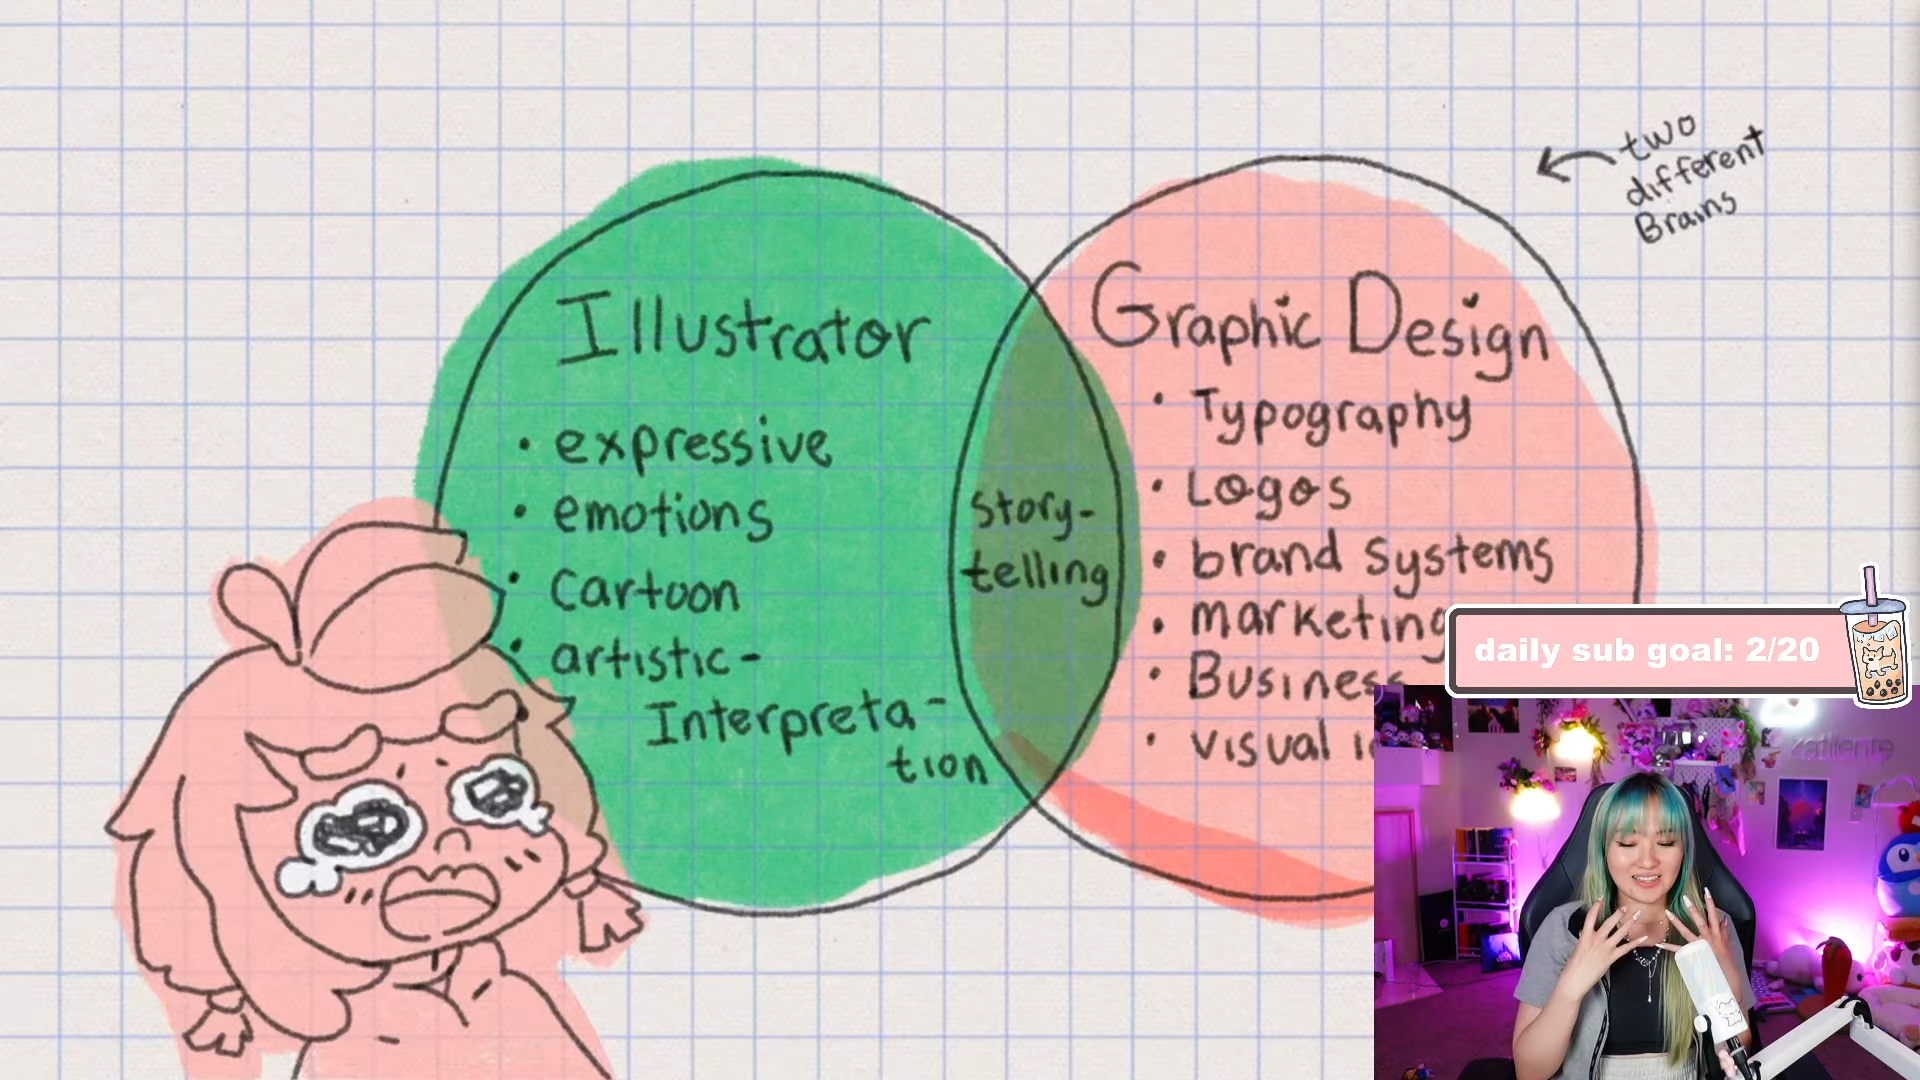 two
different
Brains
Illustrator
• expressive
• emotions
• cartoon
• artistic-
Interpreta-
tion
story-
telling
Graphic Design
• Typography
• Logos
• brand systems
• marketing
• Business
• visual
daily sub goal: 2/20